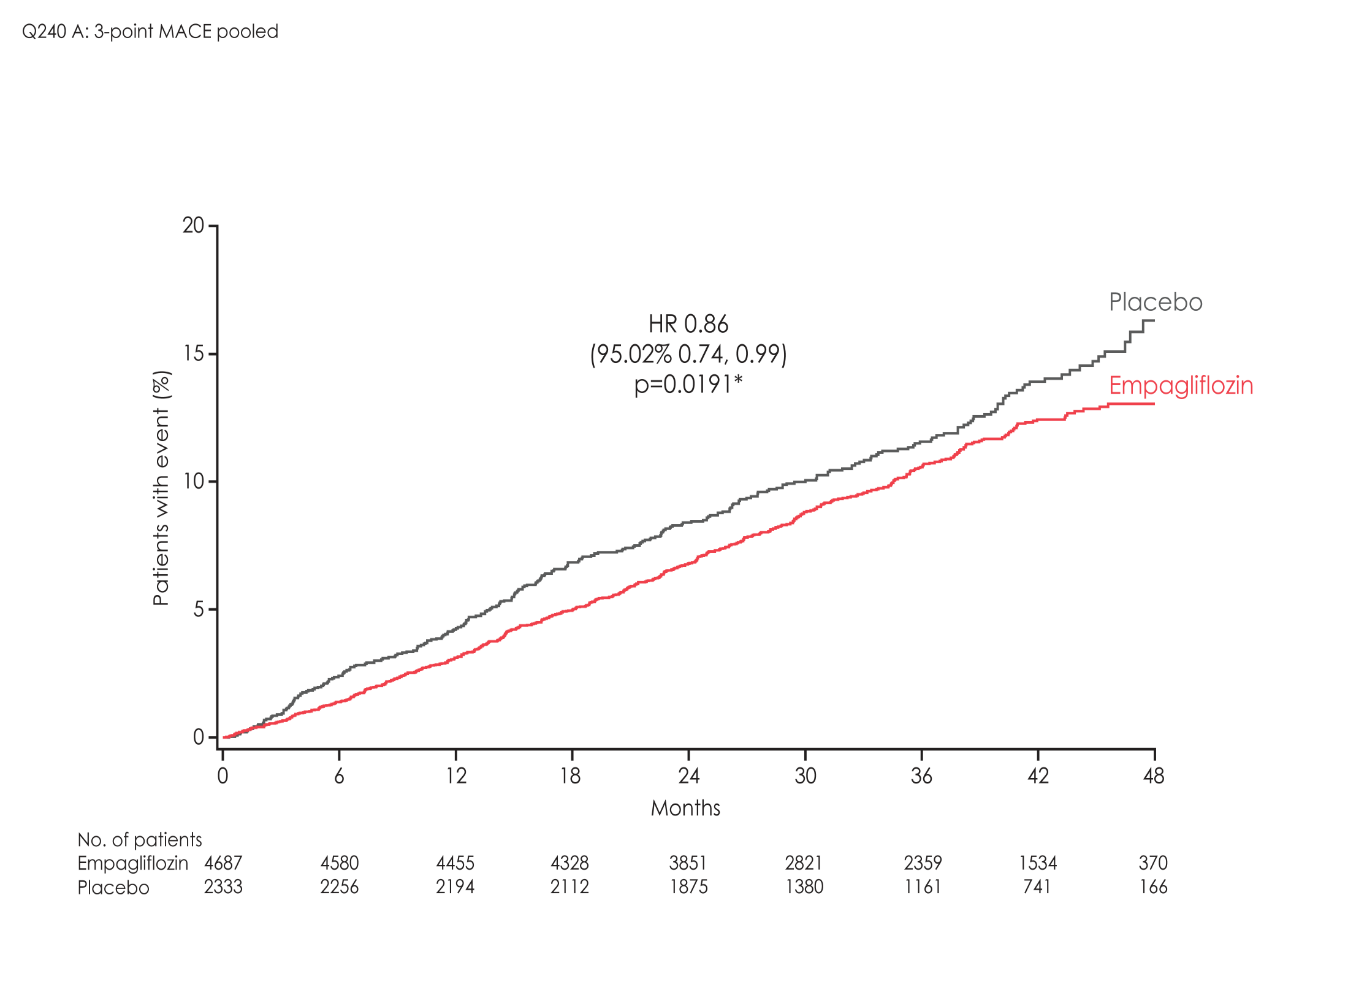 Q240 A: 3-point MACE pooled
20
Placebo
HR 0.86
(95.02% 0.74, 0.99)
15
p=0.0191*
Empagliflozin
Patients with event (%)
10
5
0
0 6 12 18 24 30 36 42 48
Months
No. of patients
Empagliflozin 4687 4580 4455 4328 3851 2821 2359 1534 370
Placebo 2333 2256 2194 2112 1875 1380 1161 741 166